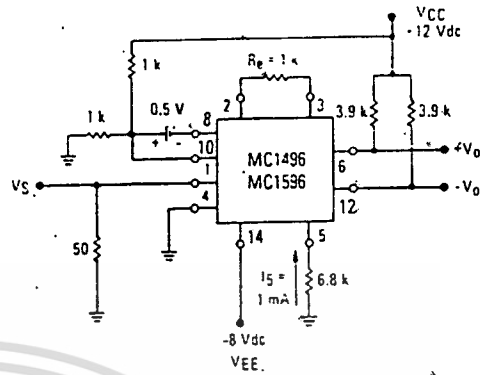 VCC
-12 Vdc
Re = 1 k
1 k
2
3
3.9 k
3.9 k
1 k
0.5 V
+ -
8
10
MC1496
MC1596
6
+Vo
VS
1
4
12
-Vo
50
14
5
I5 =
1 mA
6.8 k
-8 Vdc
VEE.